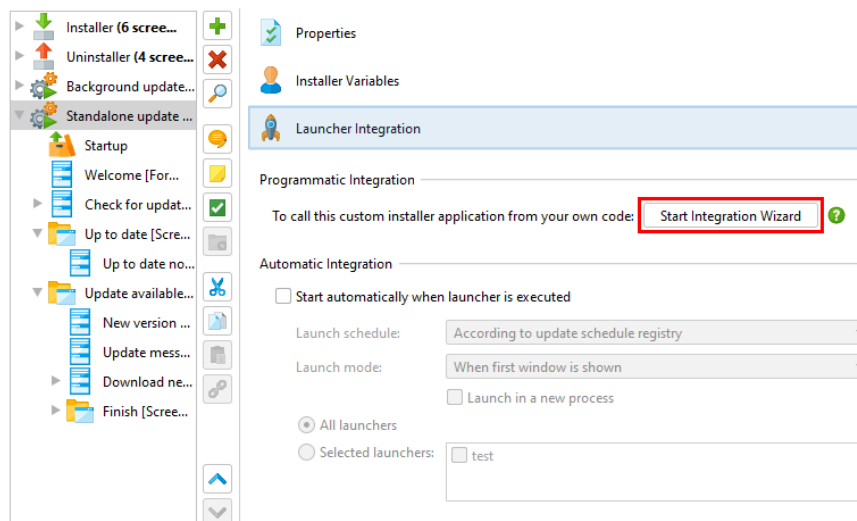 Installer (6 scree...
Uninstaller (4 scree...
Background update...
Standalone update ...
Startup
Welcome [For...
Check for updat...
Up to date [Scre...
Up to date no...
Update available...
New version ...
Update mess...
Download ne...
Finish [Scree...
Properties
Installer Variables
Launcher Integration
Programmatic Integration
To call this custom installer application from your own code: Start Integration Wizard ?
Automatic Integration
Start automatically when launcher is executed
Launch schedule: According to update schedule registry
Launch mode: When first window is shown
Launch in a new process
All launchers
Selected launchers: test